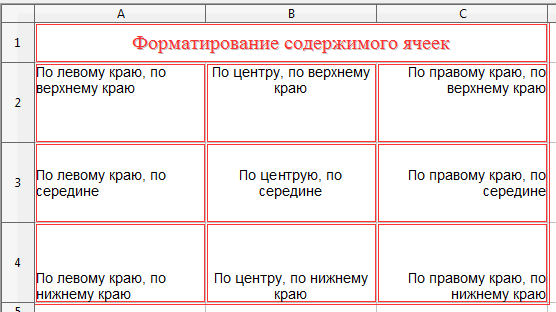 A B C
1 Форматирование содержимого ячеек
2
По левому краю, по
верхнему краю
По центру, по верхнему
краю
По правому краю, по
верхнему краю
3
По левому краю, по
середине
По центрую, по
середине
По правому краю, по
середине
4
По левому краю, по
нижнему краю
По центру, по нижнему
краю
По правому краю, по
нижнему краю
5